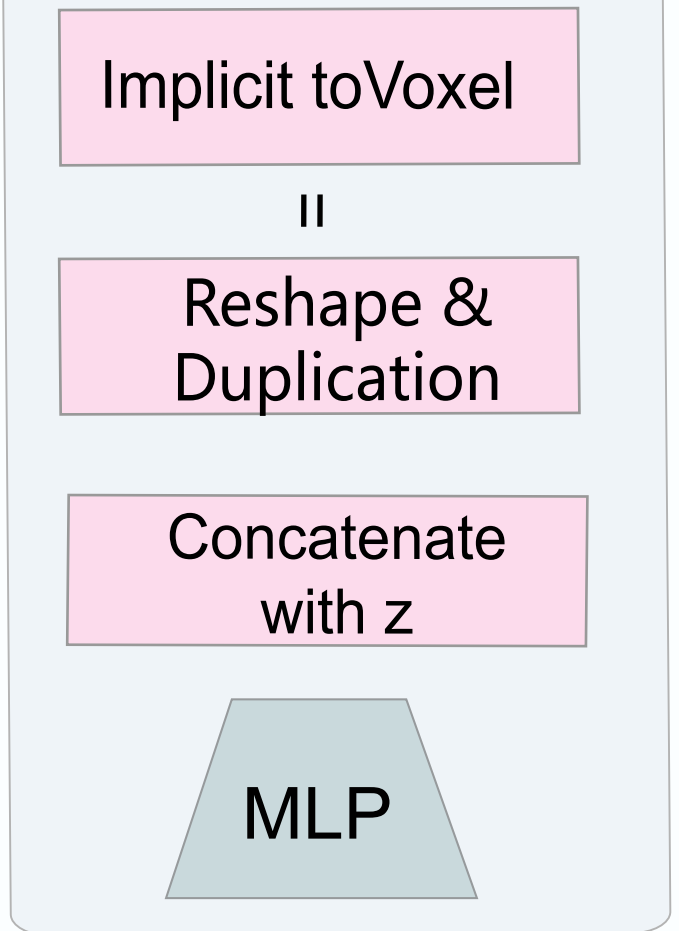 Implicit toVoxel
=
Reshape &
Duplication
Concatenate
with z
MLP